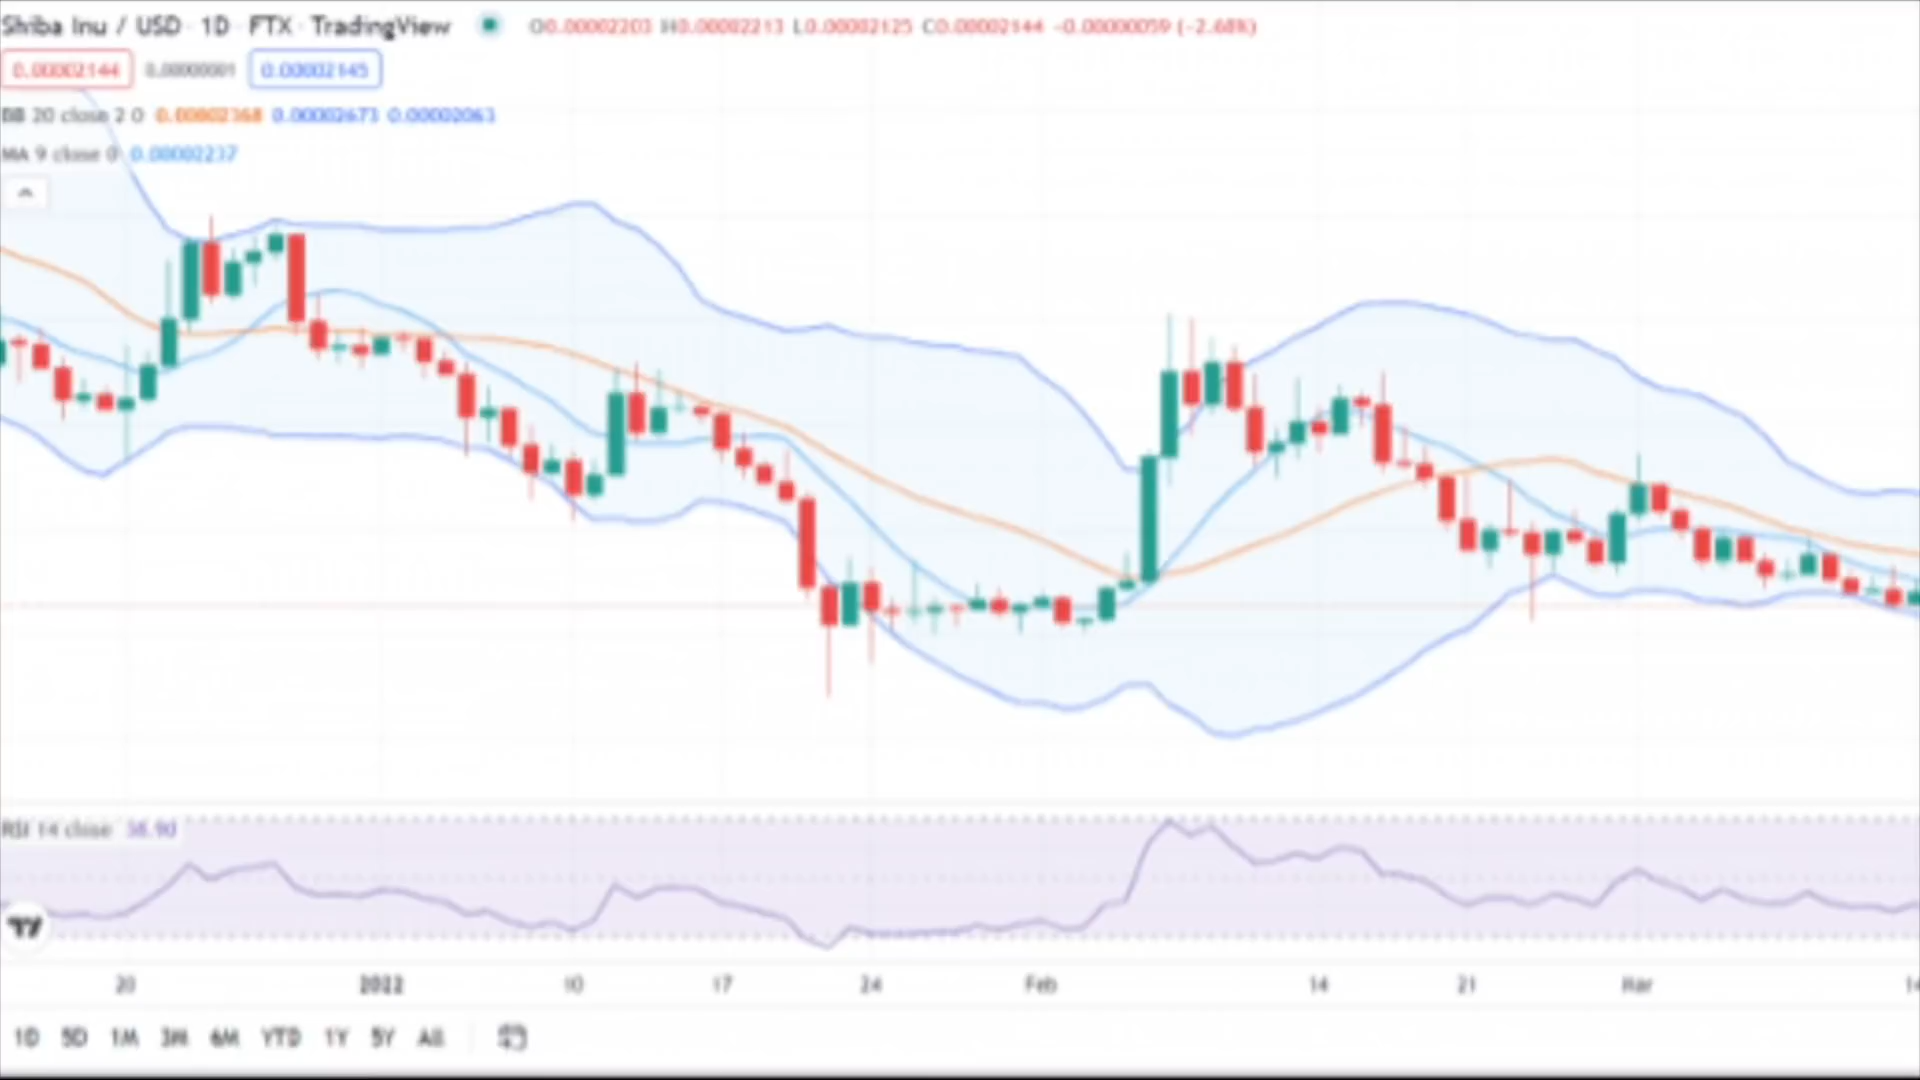 Shiba Inu / USD · 1D · FTX · TradingView O0.00002203 H0.00002213 L0.00002125 C0.00002144 -0.00000059 (-2.68%)
0.00002144 0.00000001 0.00002145
BB 20 close 2 0 0.00002368 0.00002673 0.00002063
MA 9 close 0 0.00002237
RSI 14 close
20 2022 10 17 24 Feb 14 21 Mar 14
1D 5D 1M 3M 6M YTD 1Y 5Y All